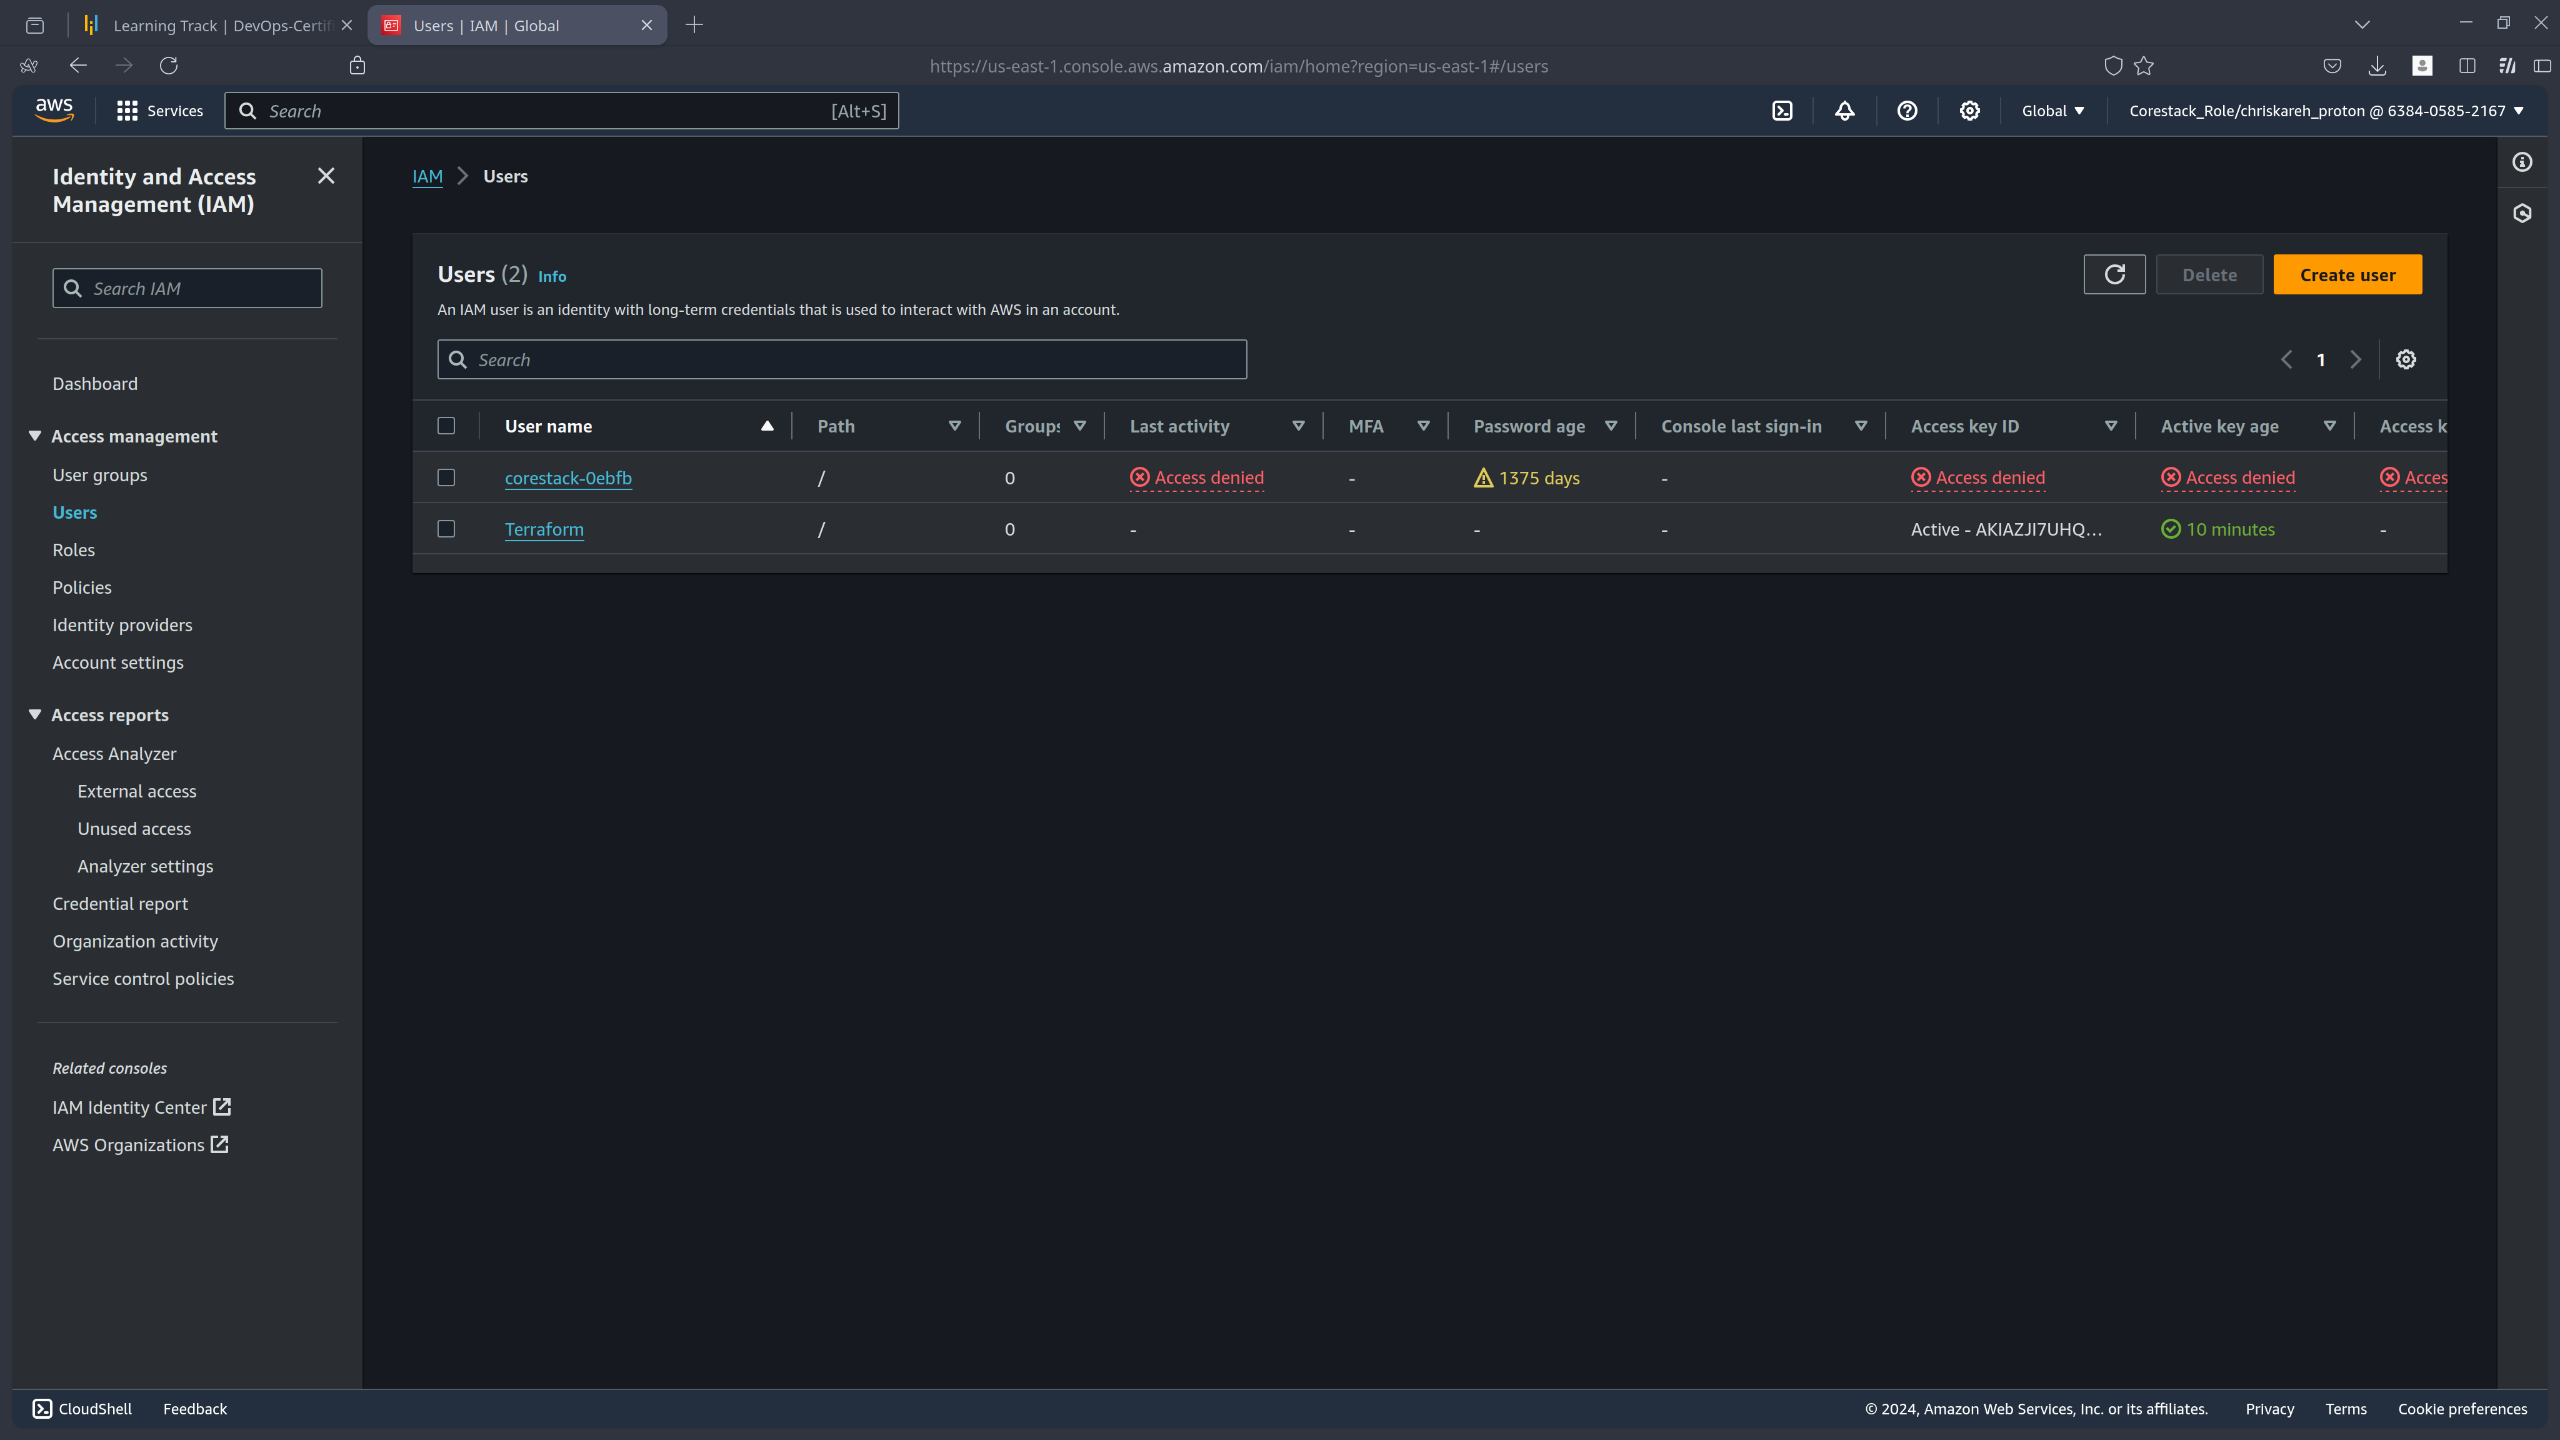 Learning Track | DevOps-Certifi
Users | IAM | Global
https://us-east-1.console.aws.amazon.com/iam/home?region=us-east-1#/users
aws
Services
Search
[Alt+S]
Global
Corestack_Role/chriskareh_proton @ 6384-0585-2167
Identity and Access Management (IAM)
Search IAM
Dashboard
Access management
User groups
Users
Roles
Policies
Identity providers
Account settings
Access reports
Access Analyzer
External access
Unused access
Analyzer settings
Credential report
Organization activity
Service control policies
Related consoles
IAM Identity Center
AWS Organizations
IAM > Users
Users (2) Info
An IAM user is an identity with long-term credentials that is used to interact with AWS in an account.
Delete
Create user
Search
1
User name Path Groups Last activity MFA Password age Console last sign-in Access key ID Active key age Access k
corestack-0ebfb / 0 Access denied - 1375 days - Access denied Access denied Acces
Terraform / 0 - - - - Active - AKIAZJI7UHQ... 10 minutes -
CloudShell
Feedback
© 2024, Amazon Web Services, Inc. or its affiliates.
Privacy
Terms
Cookie preferences